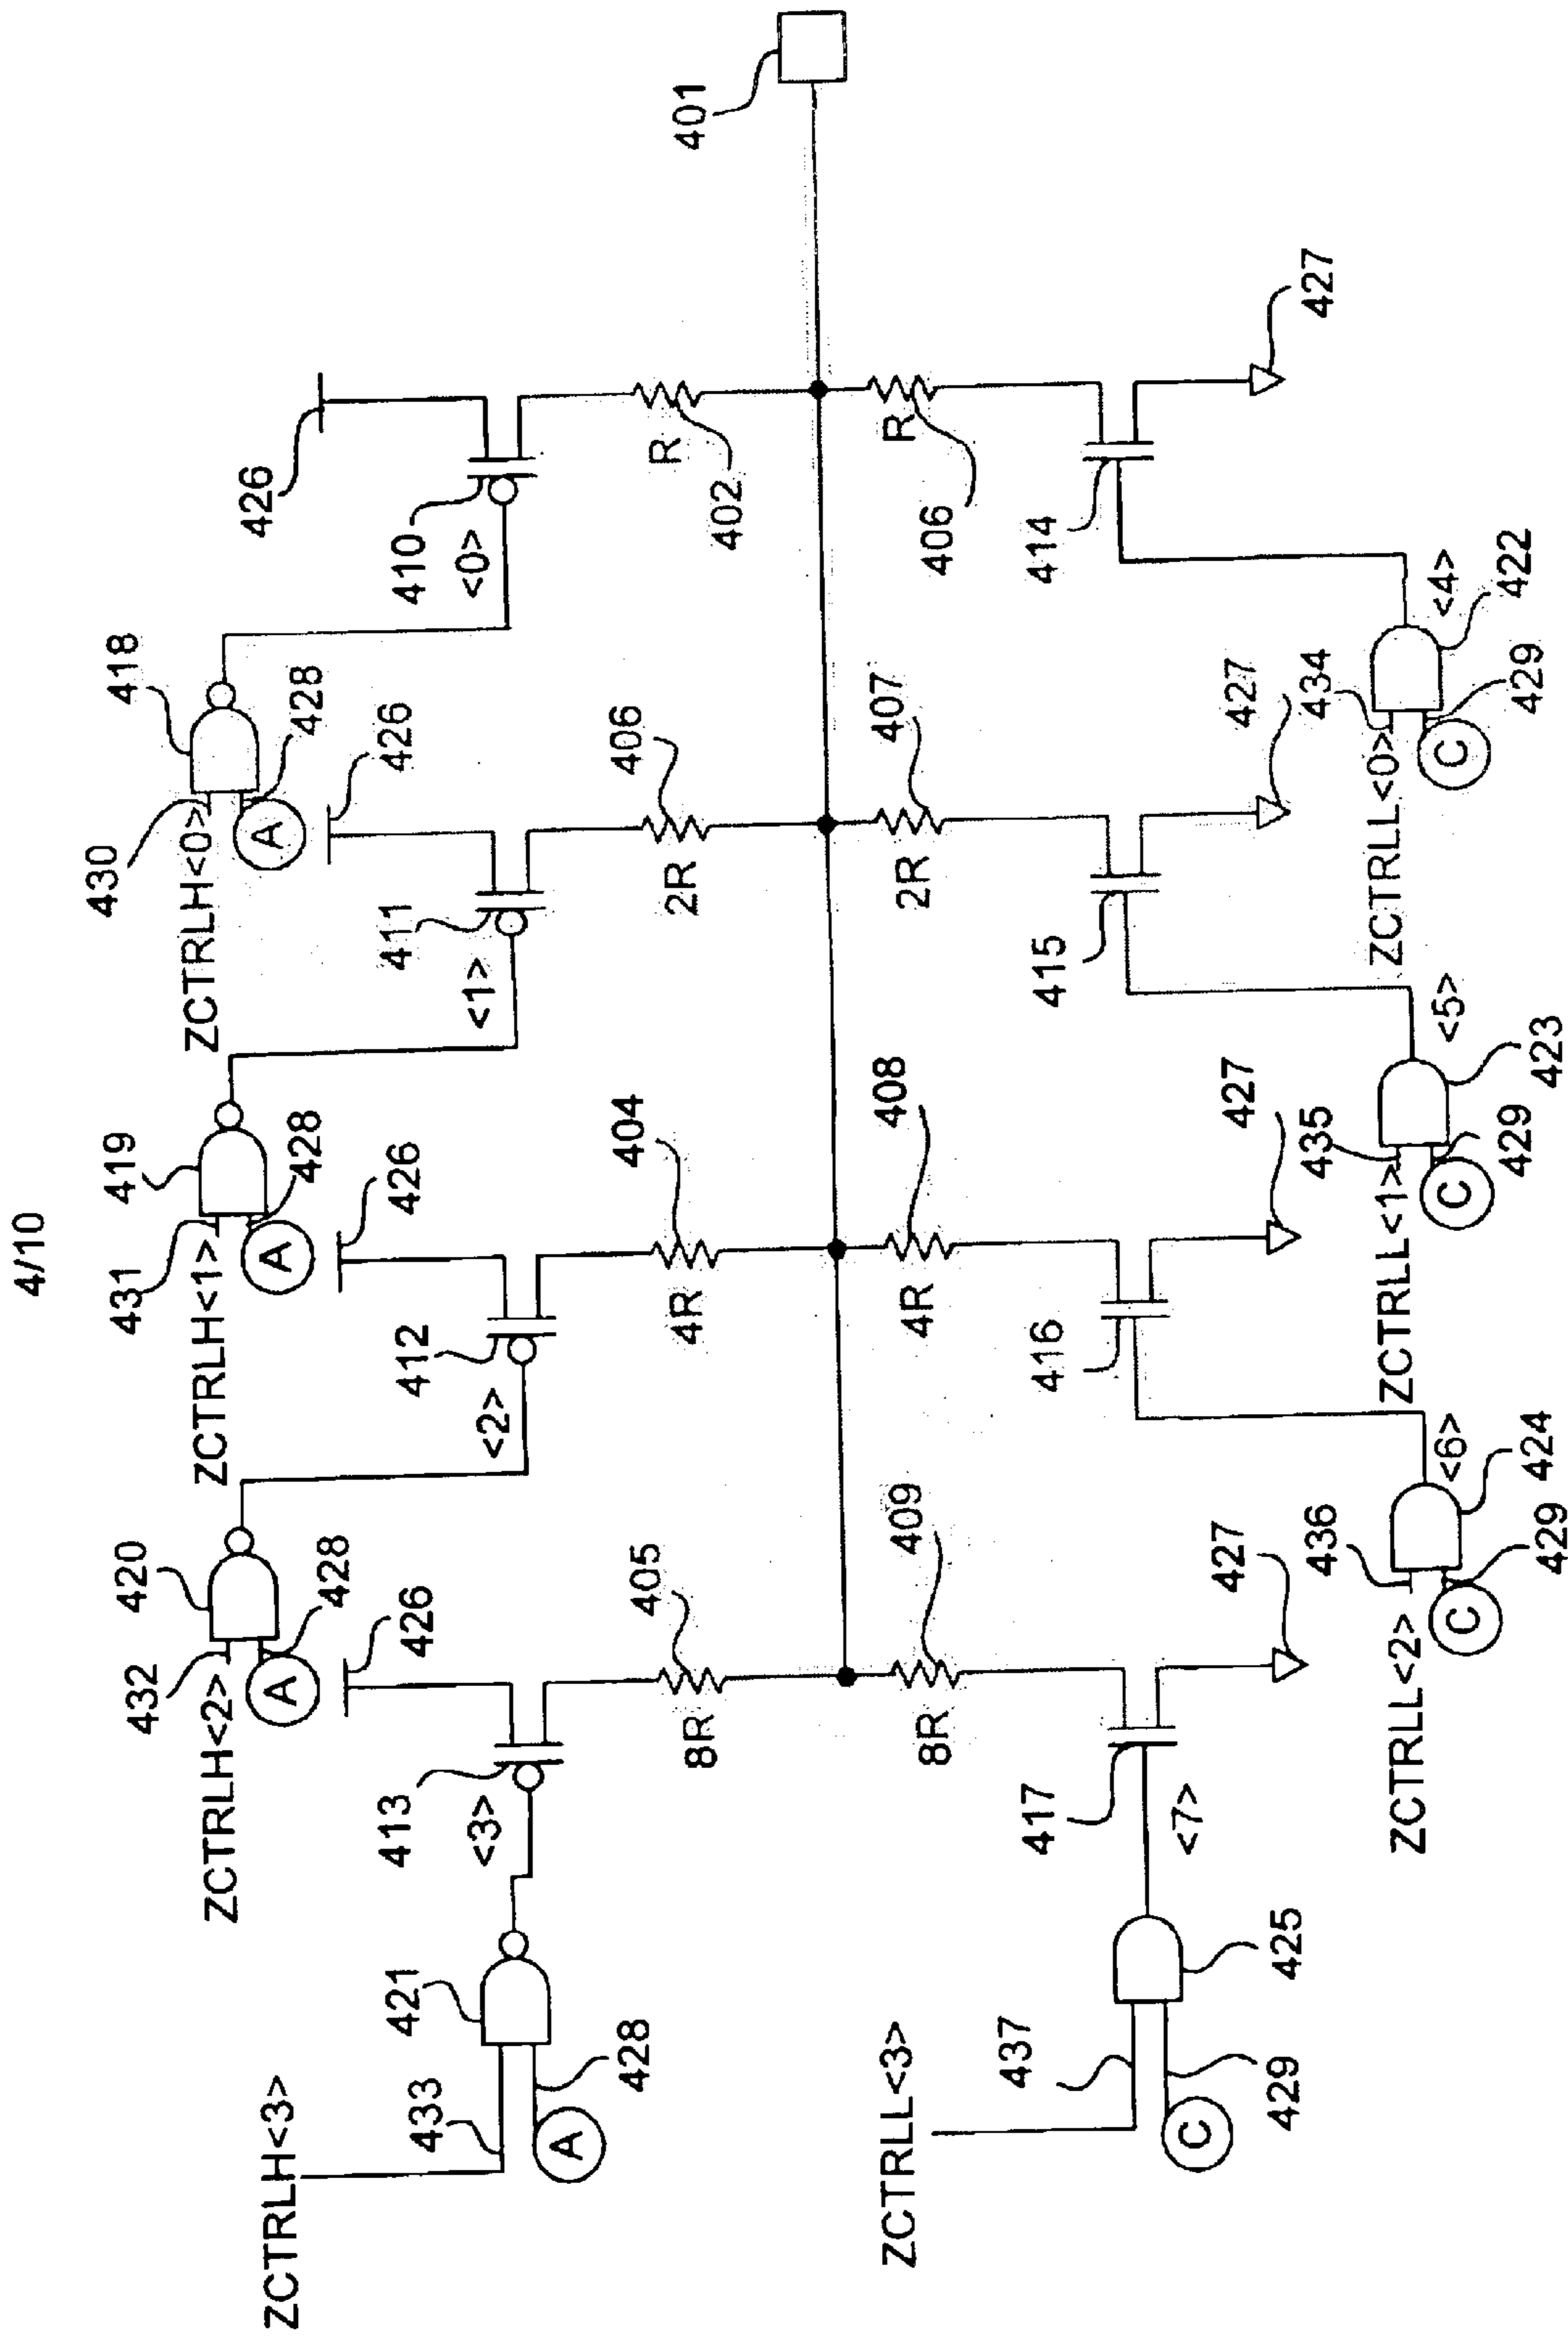 4/10
ZCTRLH<3>
433
428
A
421
<3>
413
426
8R
405
ZCTRLH<2>
432
428
A
420
<2>
412
426
4R
404
ZCTRLH<1>
431
428
A
419
<1>
411
426
2R
406
ZCTRLH<0>
430
428
A
418
<0>
410
426
R
402
401
ZCTRLL<3>
437
429
C
425
<7>
417
427
8R
409
ZCTRLL<2>
436
429
C
424
<6>
416
427
4R
408
ZCTRLL<1>
435
429
C
423
<5>
415
427
2R
407
ZCTRLL<0>
434
429
C
422
<4>
414
427
R
406